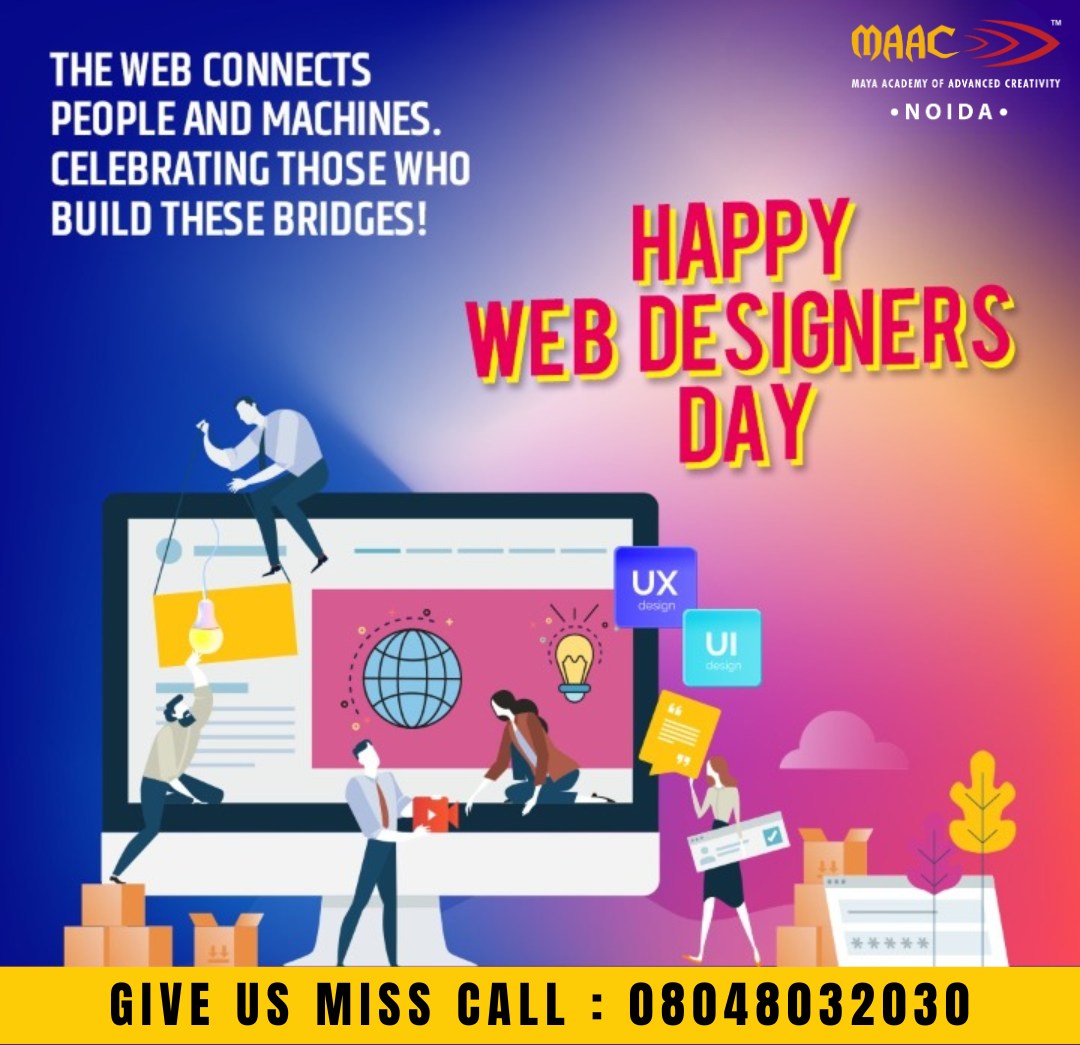 THE WEB CONNECTS
PEOPLE AND MACHINES.
CELEBRATING THOSE WHO
BUILD THESE BRIDGES!
MAAC TM
MAYA ACADEMY OF ADVANCED CREATIVITY
•NOIDA•
HAPPY
WEB DESIGNERS
DAY
UX
design
UI
design
“
”
*****
GIVE US MISS CALL : 08048032030